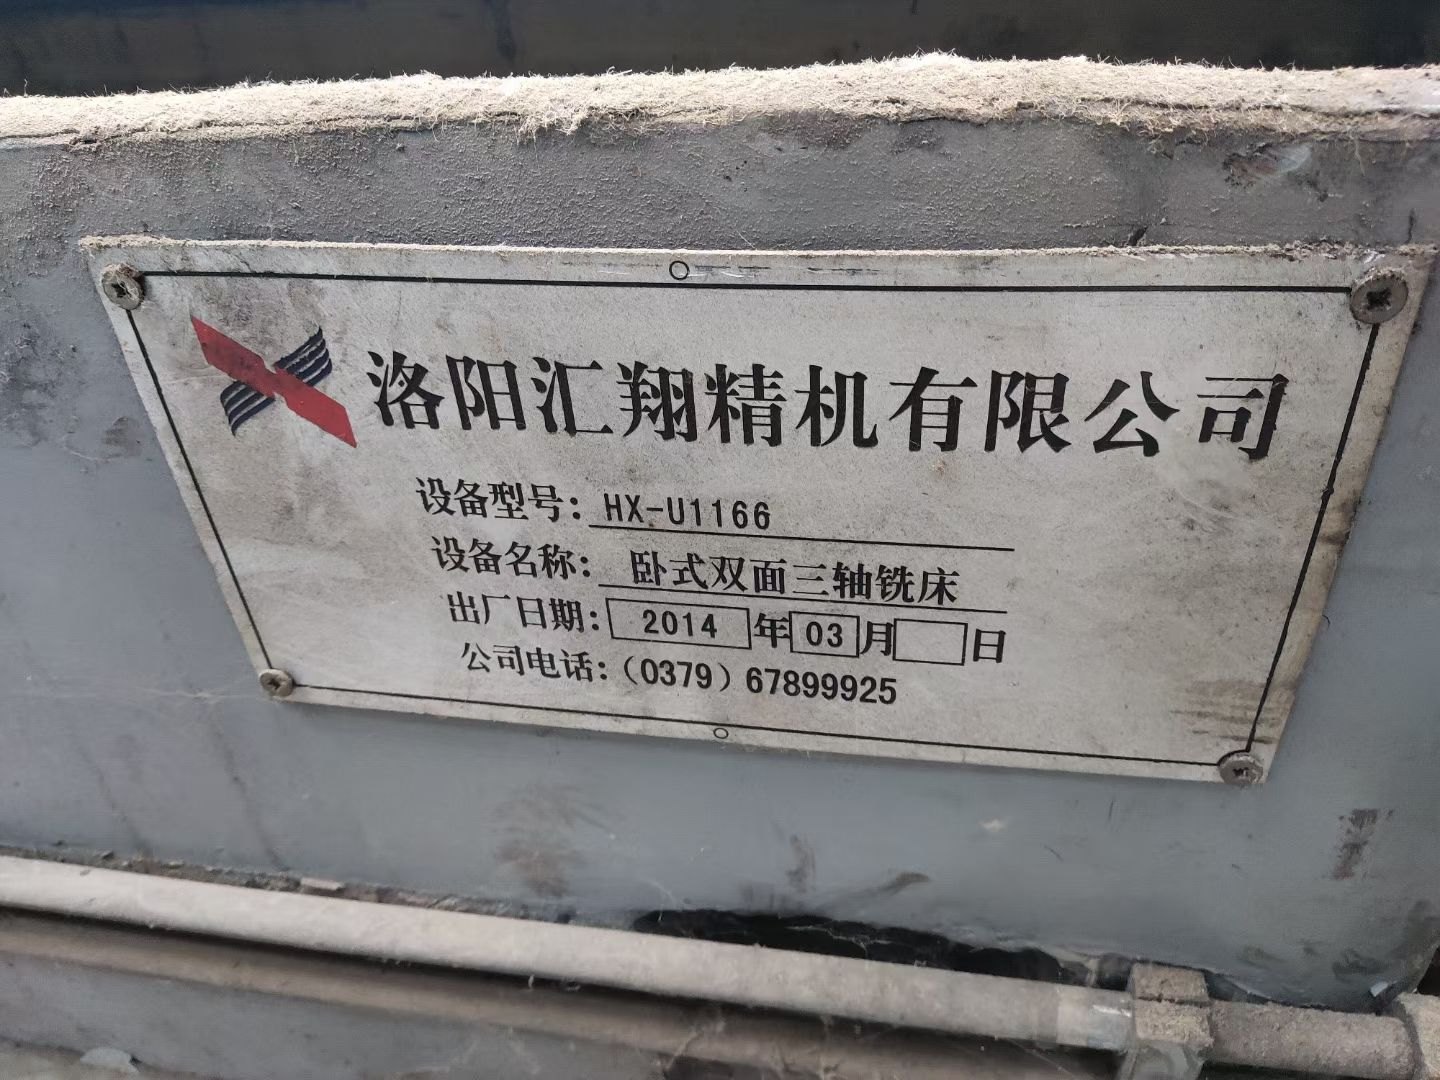 洛阳汇翔精机有限公司
设备型号: HX-U1166
设备名称: 卧式双面三轴铣床
出厂日期: 2014 年 03 月 日
公司电话: (0379) 67899925